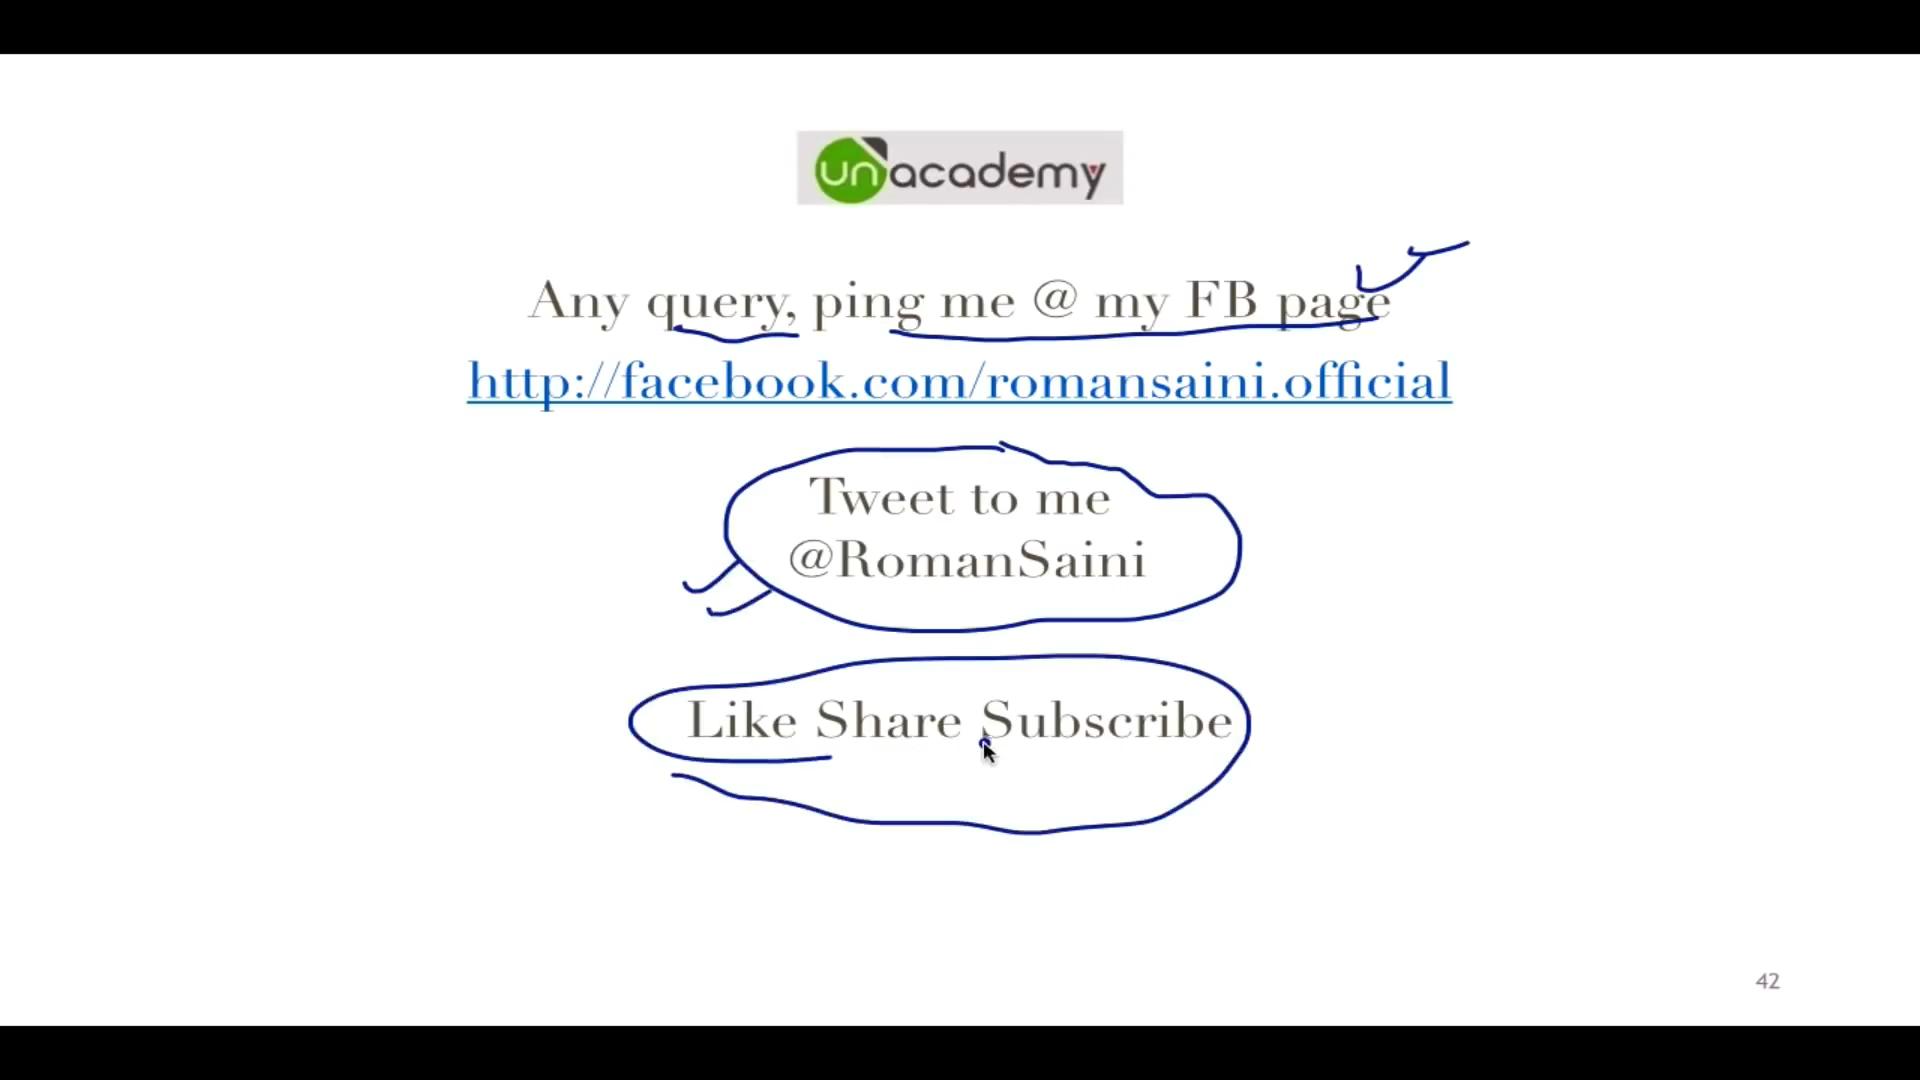 unacademy
Any query, ping me @ my FB page
http://facebook.com/romansaini.official
Tweet to me
@RomanSaini
Like Share Subscribe
42